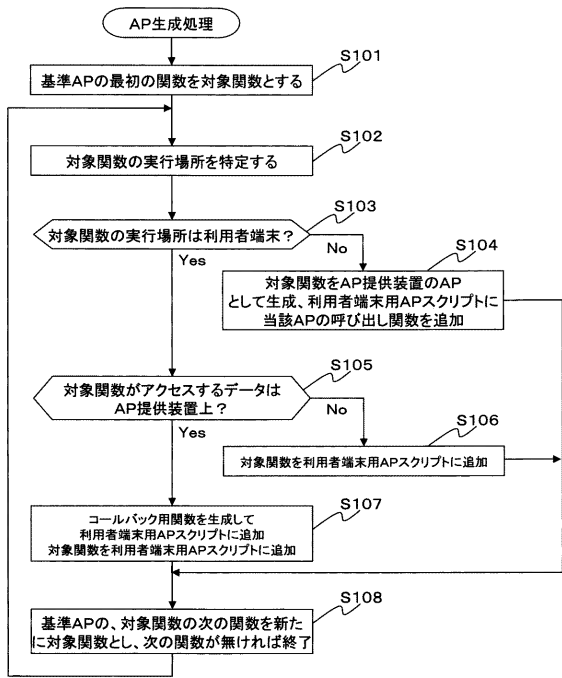 AP生成処理
S101
基準APの最初の関数を対象関数とする
S102
対象関数の実行場所を特定する
S103
対象関数の実行場所は利用者端末？
No
Yes
S104
対象関数をAP提供装置のAP
として生成、利用者端末用APスクリプトに
当該APの呼び出し関数を追加
S105
対象関数がアクセスするデータは
AP提供装置上？
No
Yes
S106
対象関数を利用者端末用APスクリプトに追加
S107
コールバック用関数を生成して
利用者端末用APスクリプトに追加
対象関数を利用者端末用APスクリプトに追加
S108
基準APの、対象関数の次の関数を新た
に対象関数とし、次の関数が無ければ終了